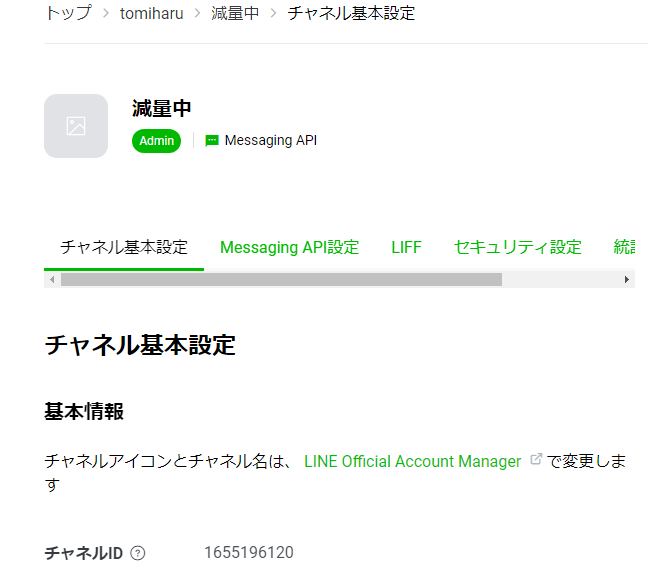 トップ > tomiharu > 減量中 > チャネル基本設定
減量中
Admin Messaging API
チャネル基本設定 Messaging API設定 LIFF セキュリティ設定 統計
チャネル基本設定
基本情報
チャネルアイコンとチャネル名は、 LINE Official Account Manager で変更しま
す
チャネルID ? 1655196120